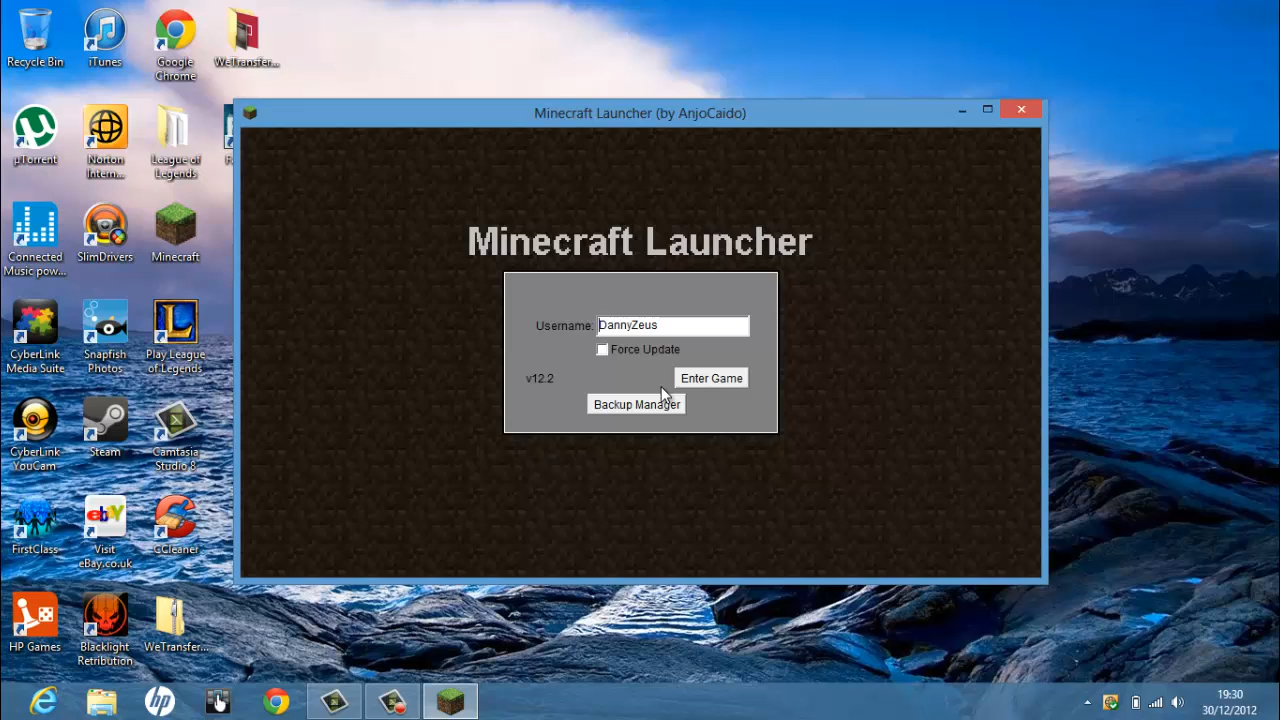 Recycle Bin
iTunes
Google
Chrome
WeTransfer...
µTorrent
Norton
Intern...
League of
Legends
Connected
Music pow...
SlimDrivers
Minecraft
CyberLink
Media Suite
Snapfish
Photos
Play League
of Legends
CyberLink
YouCam
Steam
Camtasia
Studio 8
FirstClass
ebY
Visit
eBay.co.uk
CCleaner
HP Games
Blacklight
Retribution
WeTransfer...
Minecraft Launcher (by AnjoCaido)
Minecraft Launcher
Username: DannyZeus
Force Update
v12.2
Enter Game
Backup Manager
hp
19:30
30/12/2012